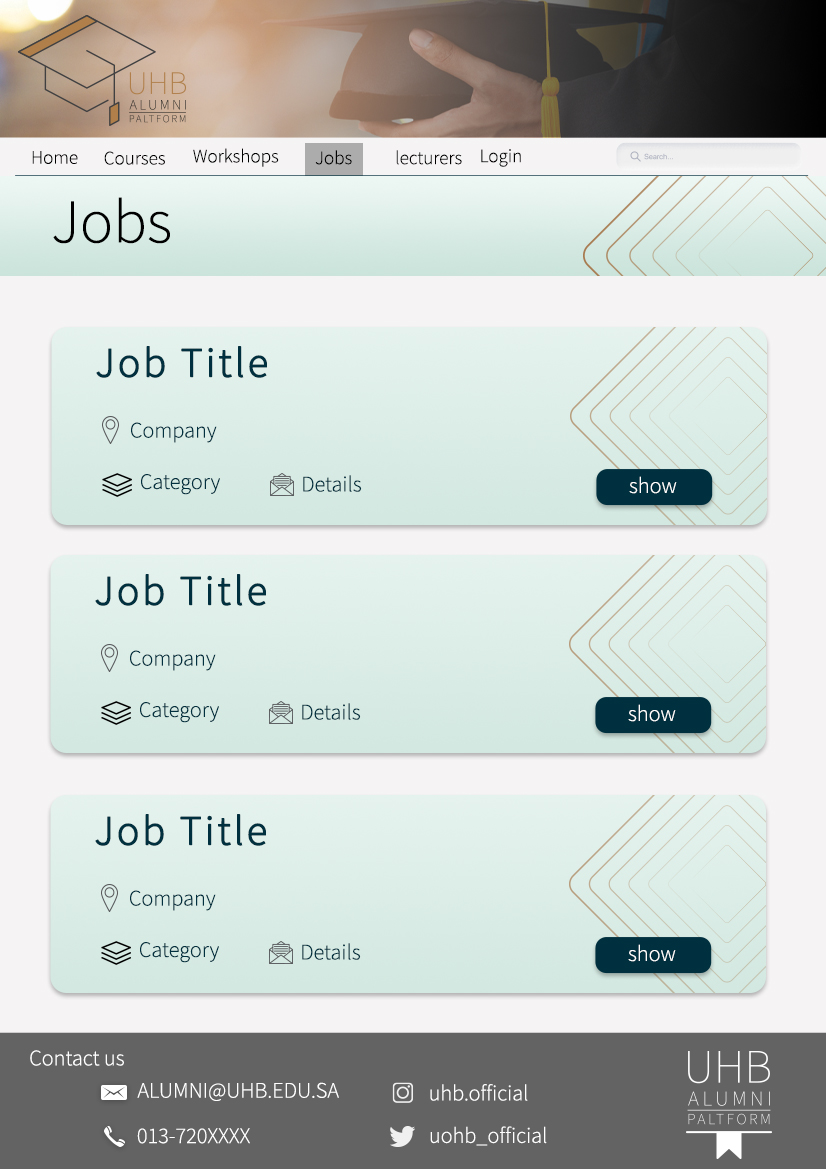 UHB
ALUMNI
PALTFORM
Home Courses Workshops Jobs lecturers Login Search...
Jobs
Job Title
Company
Category Details show
Job Title
Company
Category Details show
Job Title
Company
Category Details show
Contact us
ALUMNI@UHB.EDU.SA uhb.official
013-720XXXX uohb_official
UHB
ALUMNI
PALTFORM